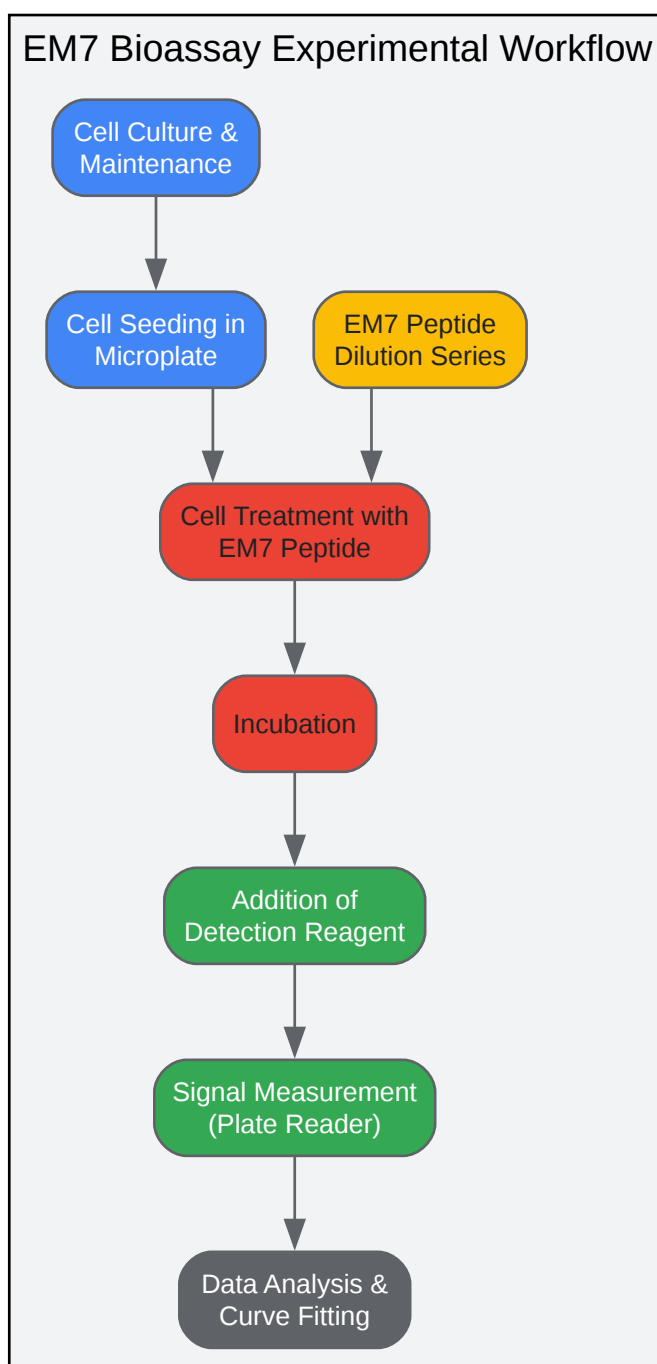 EM7 Bioassay Experimental Workflow
Cell Culture &
Maintenance
Cell Seeding in
Microplate
EM7 Peptide
Dilution Series
Cell Treatment with
EM7 Peptide
Incubation
Addition of
Detection Reagent
Signal Measurement
(Plate Reader)
Data Analysis &
Curve Fitting